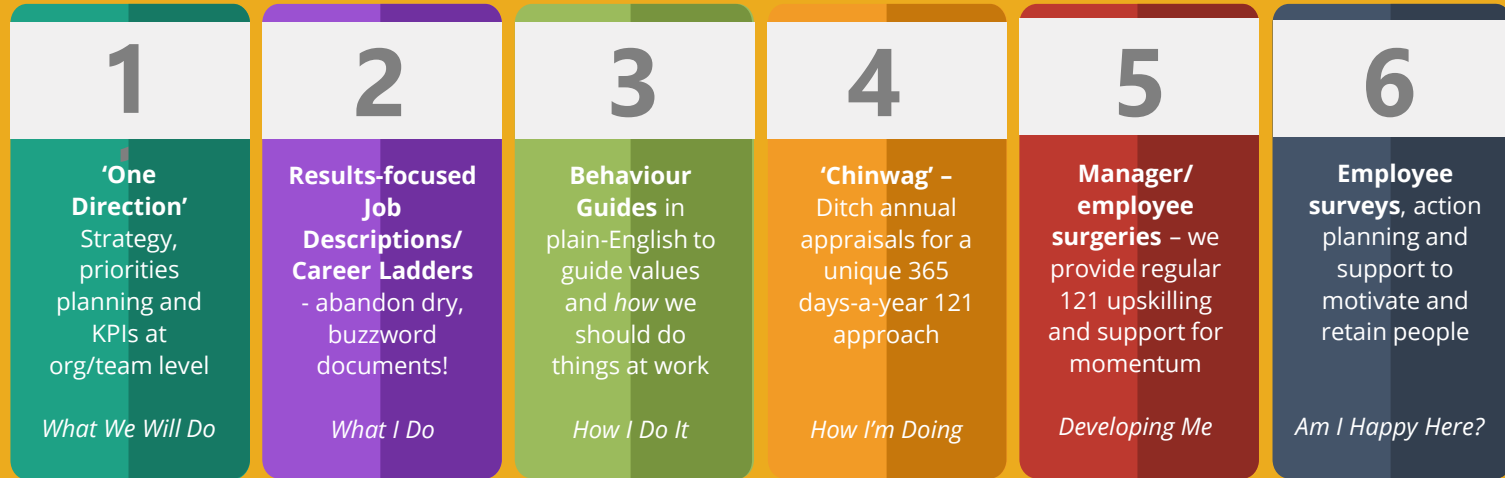 1
‘One
Direction’
Strategy,
priorities
planning and
KPIs at
org/team level
What We Will Do
2
Results-focused
Job
Descriptions/
Career Ladders
- abandon dry,
buzzword
documents!
What I Do
3
Behaviour
Guides in
plain-English to
guide values
and how we
should do
things at work
How I Do It
4
‘Chinwag’ –
Ditch annual
appraisals for a
unique 365
days-a-year 121
approach
How I’m Doing
5
Manager/
employee
surgeries – we
provide regular
121 upskilling
and support for
momentum
Developing Me
6
Employee
surveys, action
planning and
support to
motivate and
retain people
Am I Happy Here?